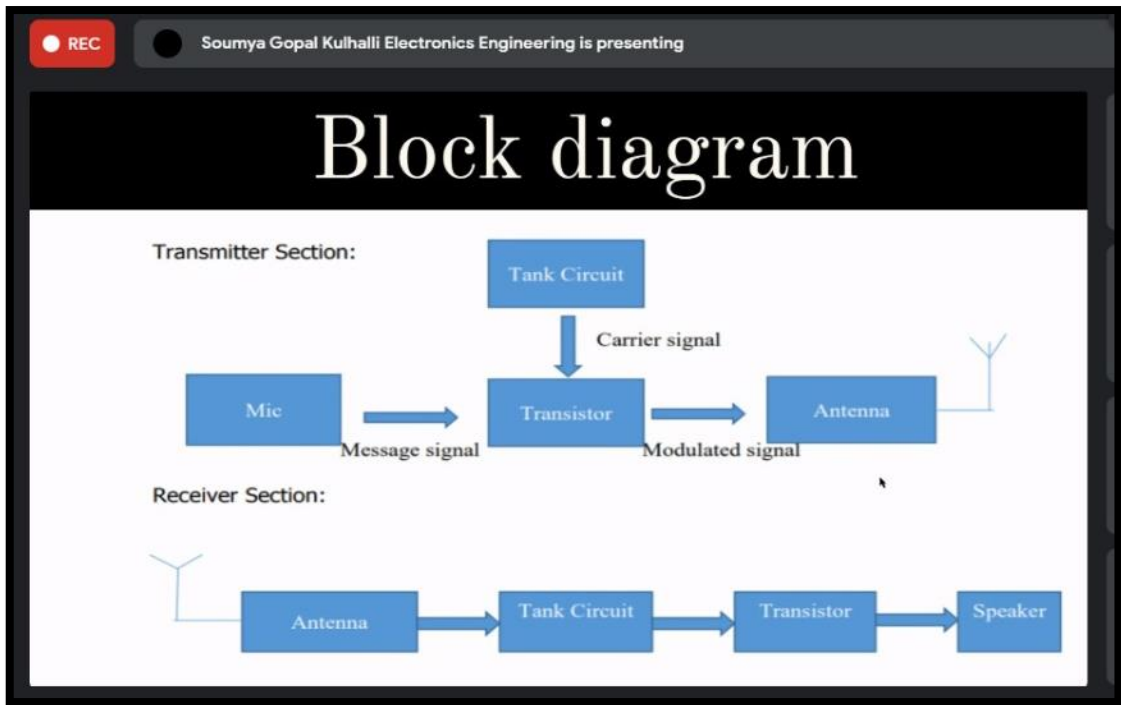 REC
Soumya Gopal Kulhalli Electronics Engineering is presenting
Block diagram
Transmitter Section:
Tank Circuit
Carrier signal
Mic
Transistor
Antenna
Message signal
Modulated signal
Receiver Section:
Antenna
Tank Circuit
Transistor
Speaker